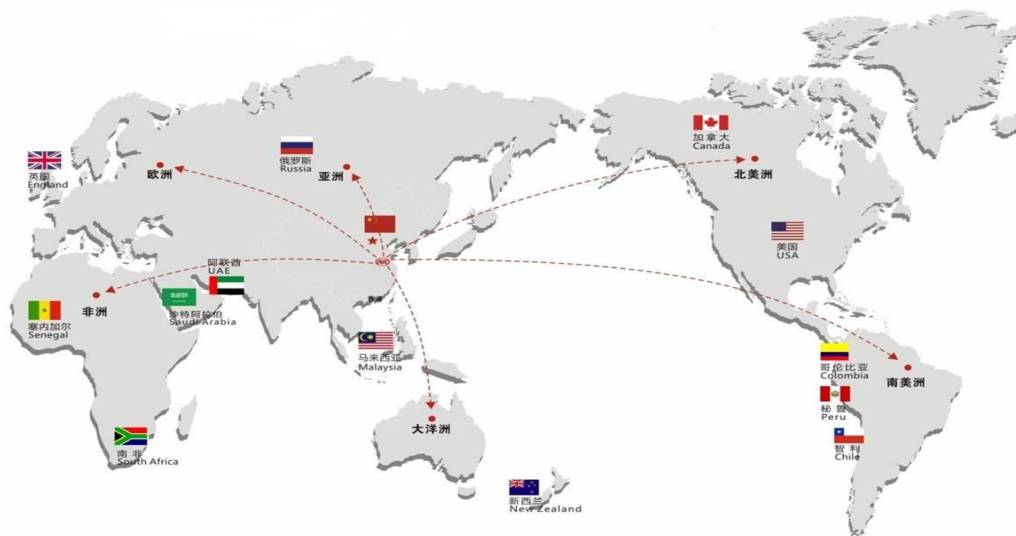 加拿大
Canada
俄罗斯
Russia
英国
England
欧洲
亚洲
北美洲
美国
USA
阿联酋
UAE
沙特阿拉伯
Saudi Arabia
非洲
塞内加尔
Senegal
马来西亚
Malaysia
哥伦比亚
Colombia
南美洲
秘鲁
Peru
大洋洲
南非
South Africa
智利
Chile
新西兰
New Zealand